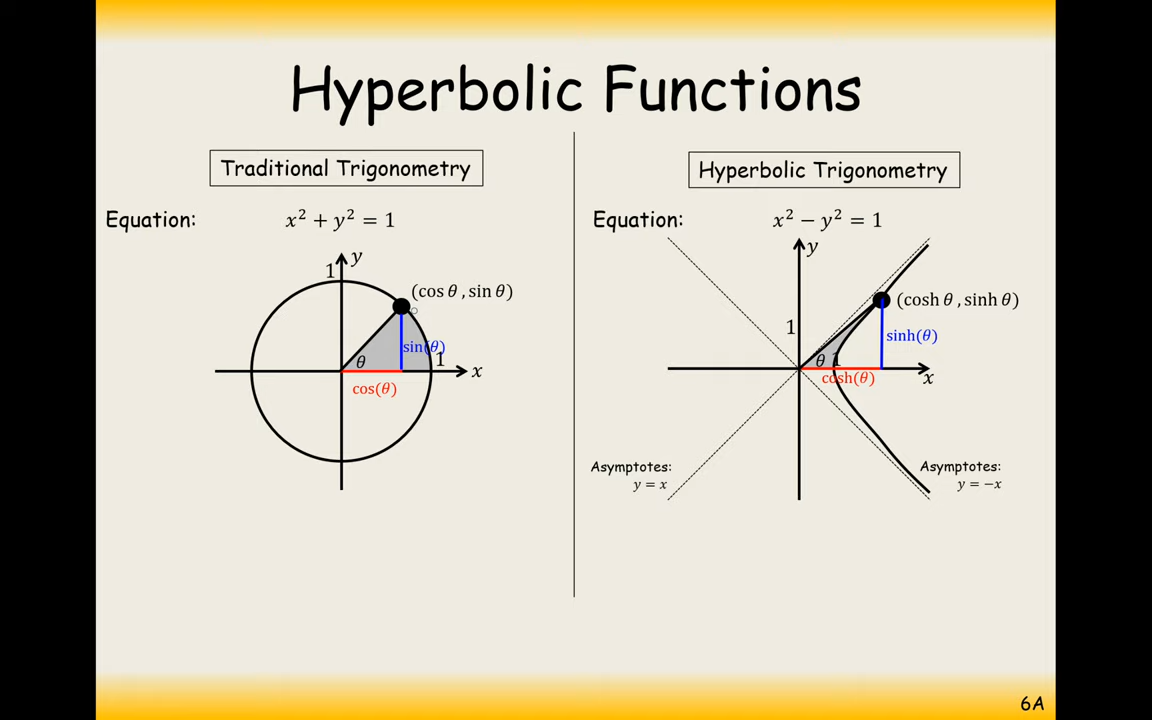 Hyperbolic Functions
Traditional Trigonometry
Equation: x² + y² = 1
y
1
(cos θ , sin θ)
sin(θ)
θ
1
x
cos(θ)
Hyperbolic Trigonometry
Equation: x² − y² = 1
y
(cosh θ , sinh θ)
1
sinh(θ)
θ
1
cosh(θ)
x
Asymptotes:
y = x
Asymptotes:
y = −x
6A